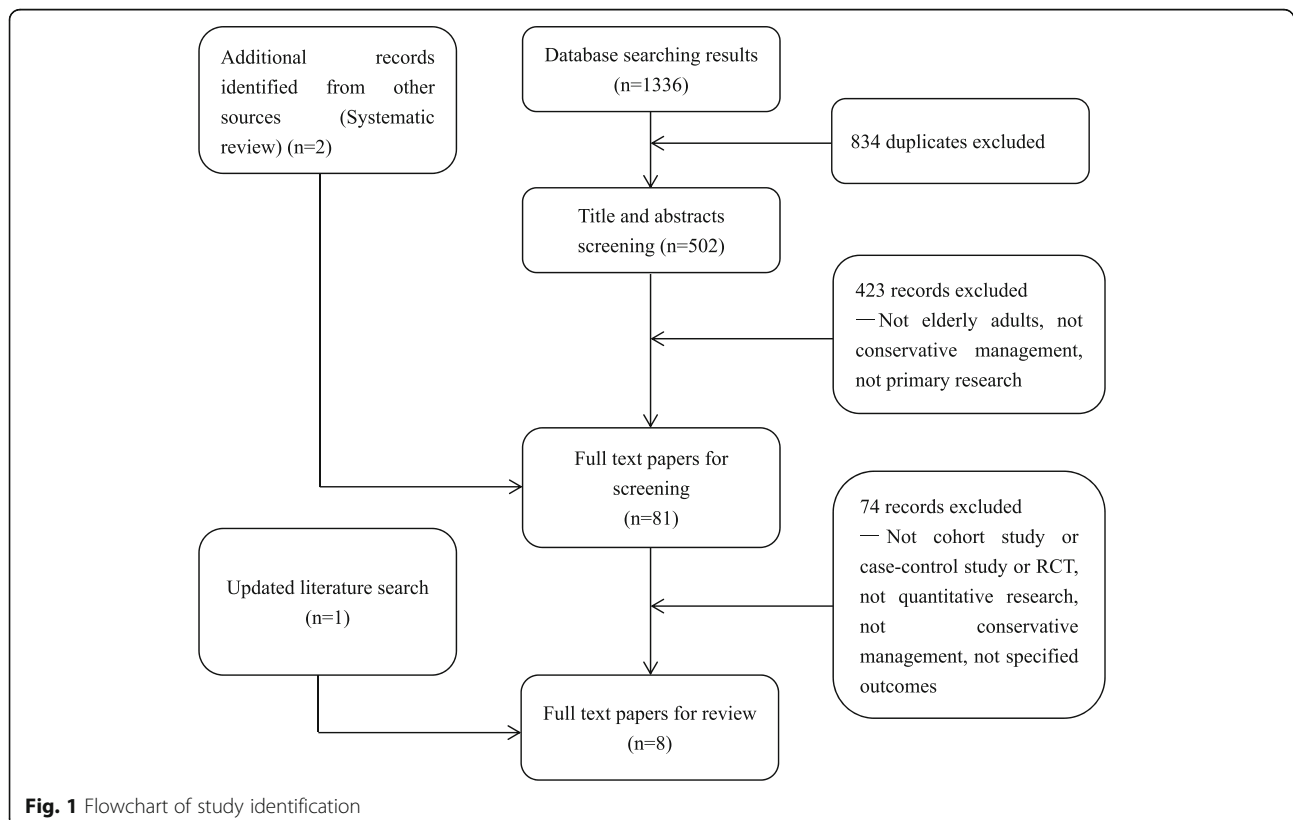 Additional records
identified from other
sources (Systematic
review) (n=2)
Database searching results
(n=1336)
834 duplicates excluded
Title and abstracts
screening (n=502)
423 records excluded
— Not elderly adults, not
conservative management,
not primary research
Full text papers for
screening
(n=81)
74 records excluded
— Not cohort study or
case-control study or RCT,
not quantitative research,
not conservative
management, not specified
outcomes
Updated literature search
(n=1)
Full text papers for review
(n=8)
Fig. 1 Flowchart of study identification